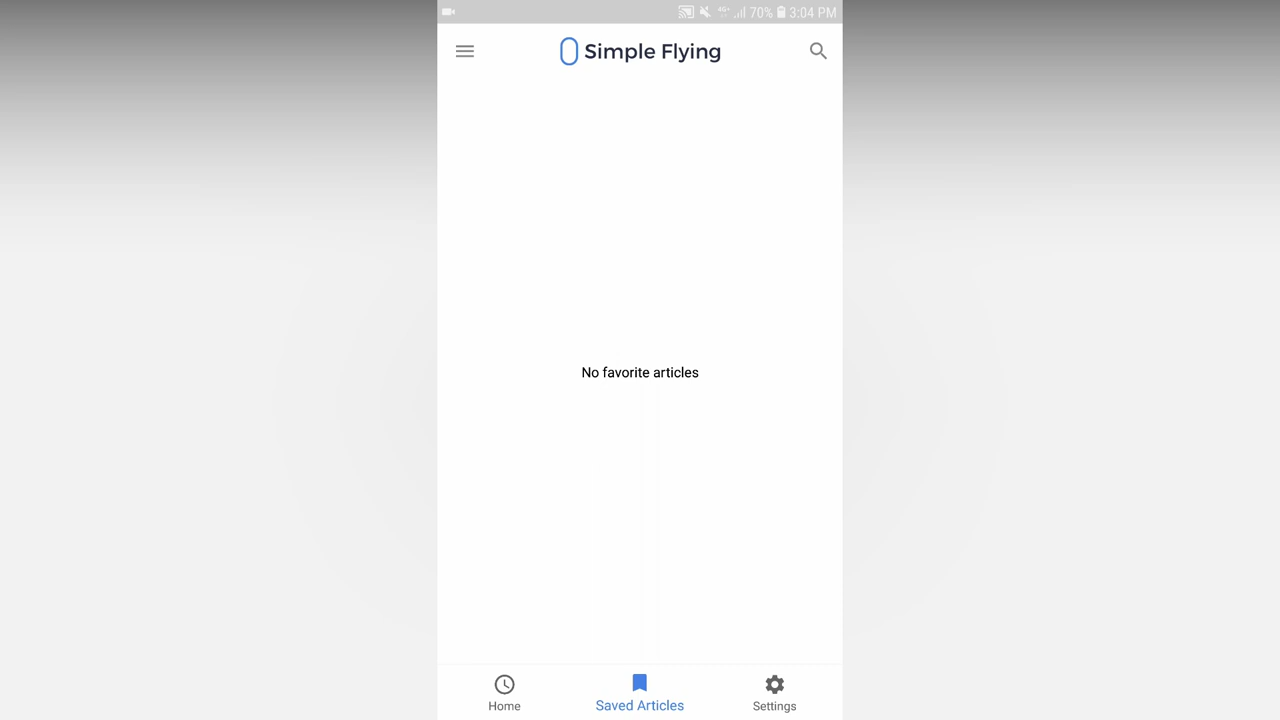 70% 3:04 PM
Simple Flying
No favorite articles
Home Saved Articles Settings